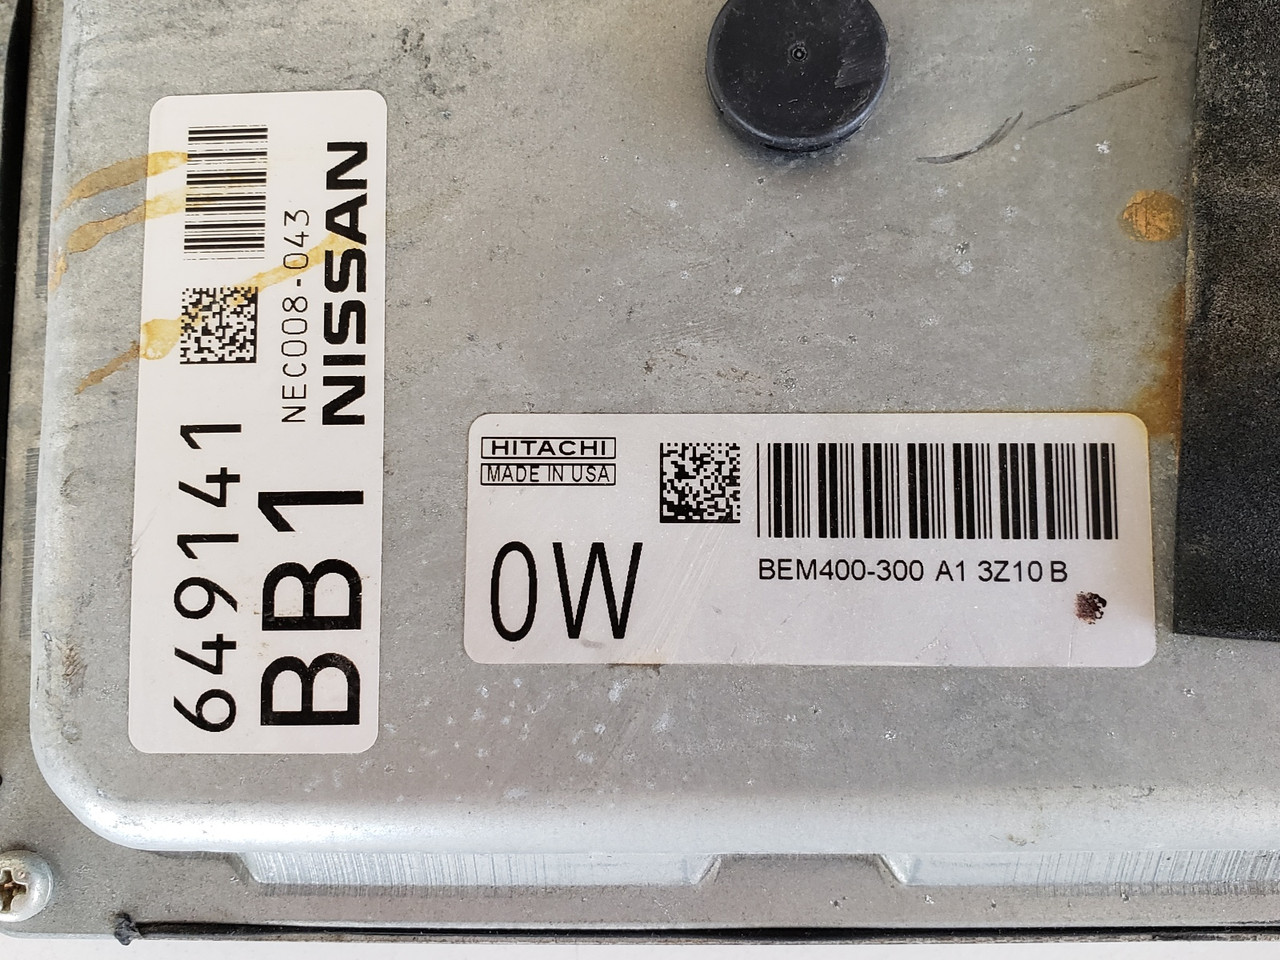 NEC008-043
NISSAN
649141
BB1
HITACHI
MADE IN USA
0W
BEM400-300 A1 3Z10 B